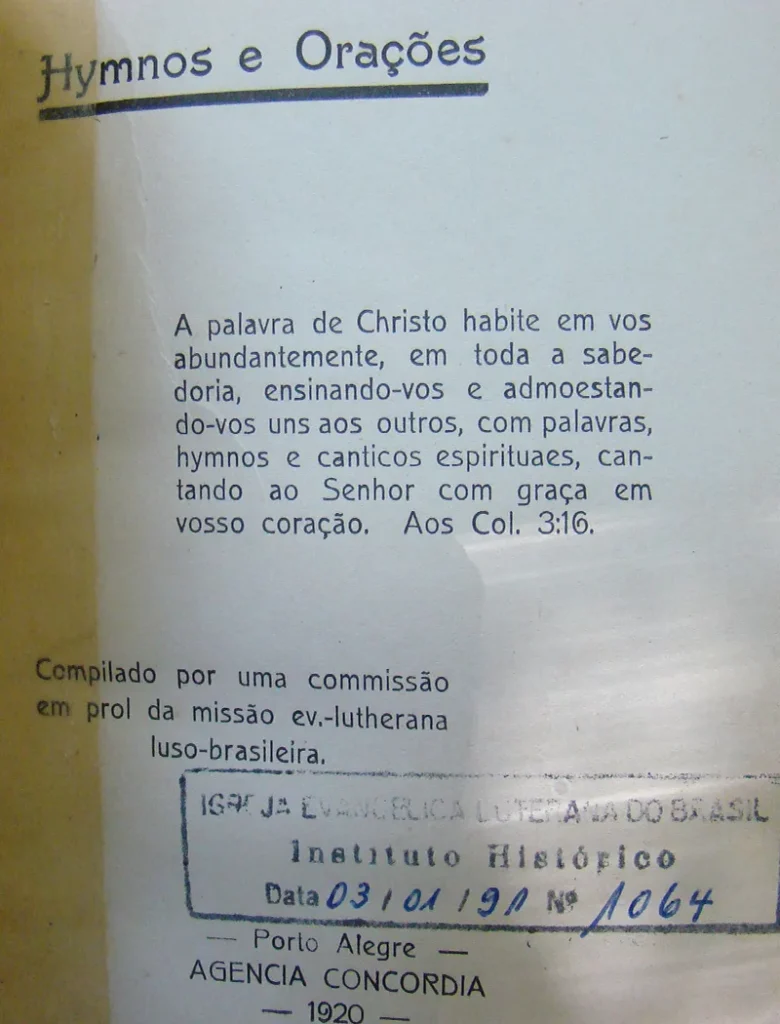 Hymnos e Orações
A palavra de Christo habite em vos
abundantemente, em toda a sabe-
doria, ensinando-vos e admoestan-
do-vos uns aos outros, com palavras,
hymnos e canticos espirituaes, can-
tando ao Senhor com graça em
vosso coração. Aos Col. 3:16.
Compilado por uma commissão
em prol da missão ev.-lutherana
luso-brasileira.
IGREJA EVANGÉLICA LUTERANA DO BRASIL
Instituto Histórico
Data 03/01/91 Nº 1064
— Porto Alegre —
AGENCIA CONCORDIA
— 1920 —